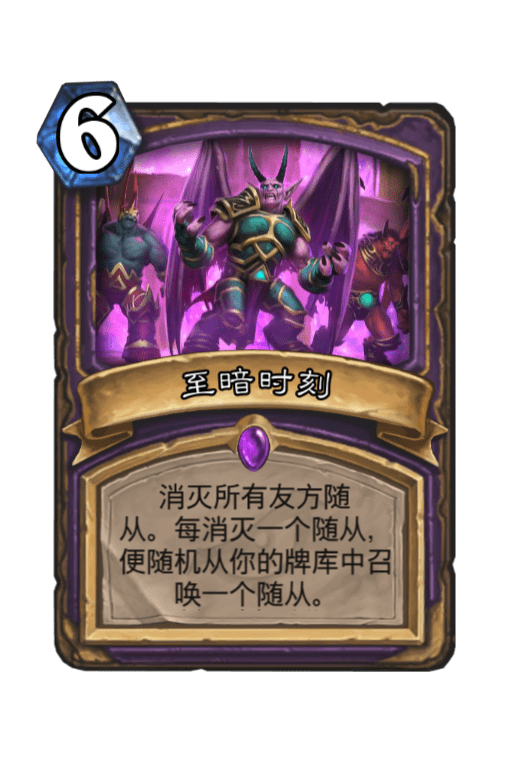 6
至暗时刻
消灭所有友方随
从。每消灭一个随从,
便随机从你的牌库中召
唤一个随从。